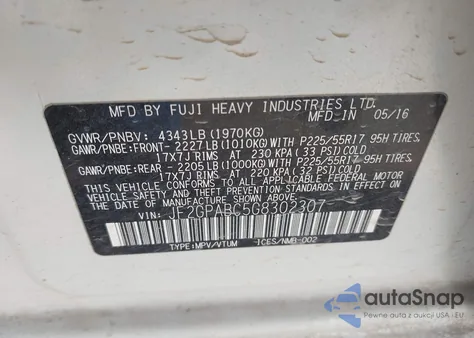 MFD BY FUJI HEAVY INDUSTRIES LTD.
MFD IN 05/16
GVWR/PNBV: 4343LB (1970KG)
GAWR/PNBE:FRONT- 2227LB(1010KG) WITH P225/55R17 95H TIRES,
17X7J RIMS AT 230 KPA (33 PSI) COLD
GAWR/PNBE:REAR - 2205LB(1000KG) WITH P225/55R17 95H TIRES,
17X7J RIMS AT 220 KPA (32 PSI) COLD
THIS VEHICLE CONFORMS TO ALL APPLICABLE FEDERAL MOTOR
VEHICLE SAFETY STANDARDS IN EFFECT ON THE DATE OF
MANUFACTURE SHOWN ABOVE.
VIN: JF2GPABC5G8302307
TYPE:MPV/VTUM ICES/NMB-002
autoSnap
Pewne auta z aukcji USA i EU